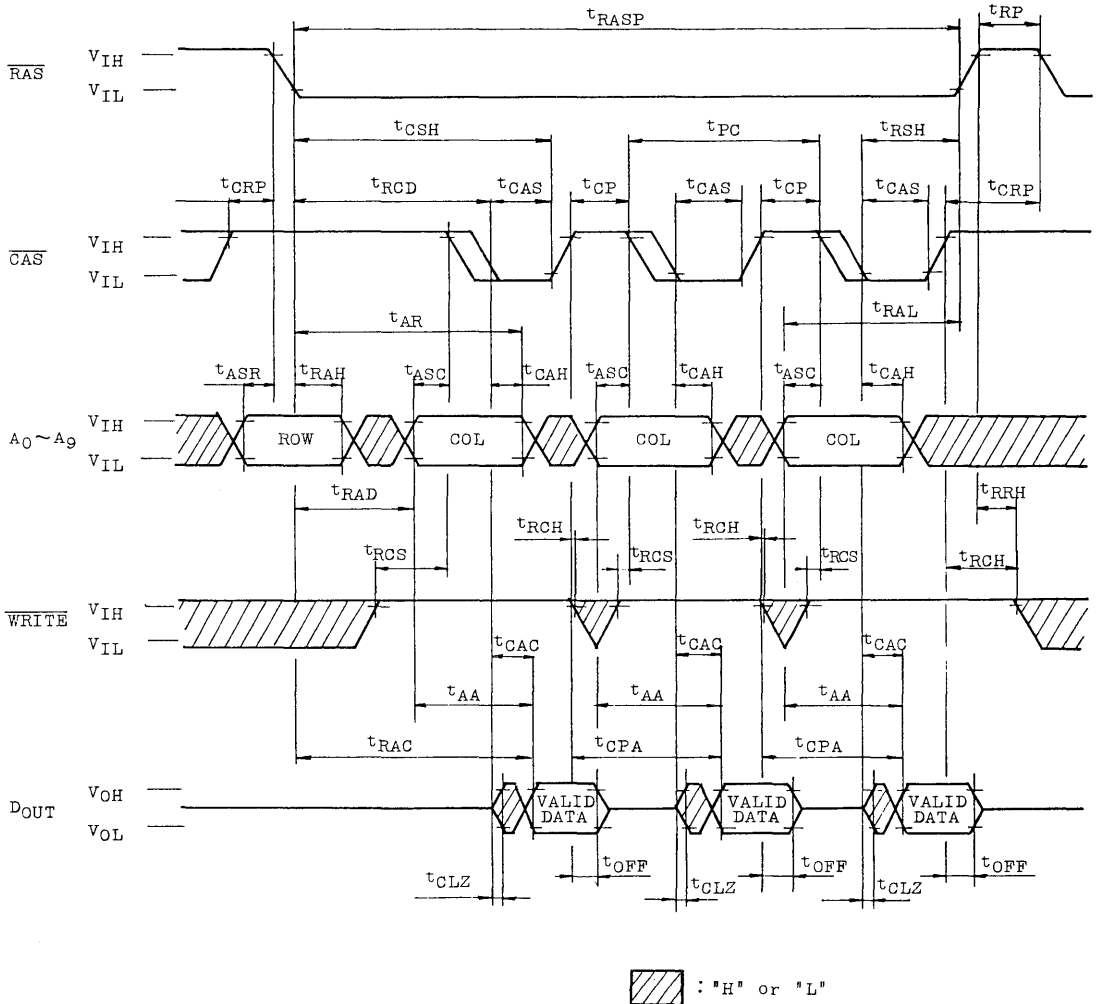 tRASP
tRP
RAS
VIH
VIL
tCSH
tPC
tRSH
tCRP
tRCD
tCAS
tCP
tCAS
tCP
tCAS
tCRP
CAS
VIH
VIL
tAR
tRAL
tASR
tRAH
tASC
tCAH
tASC
tCAH
tASC
tCAH
A0~A9
VIH
VIL
ROW
COL
COL
COL
tRAD
tRRH
tRCH
tRCH
tRCS
tRCS
tRCS
tRCH
WRITE
VIH
VIL
tCAC
tCAC
tCAC
tAA
tAA
tAA
tRAC
tCPA
tCPA
DOUT
VOH
VOL
VALID DATA
VALID DATA
VALID DATA
tOFF
tOFF
tOFF
tCLZ
tCLZ
tCLZ
: "H" or "L"